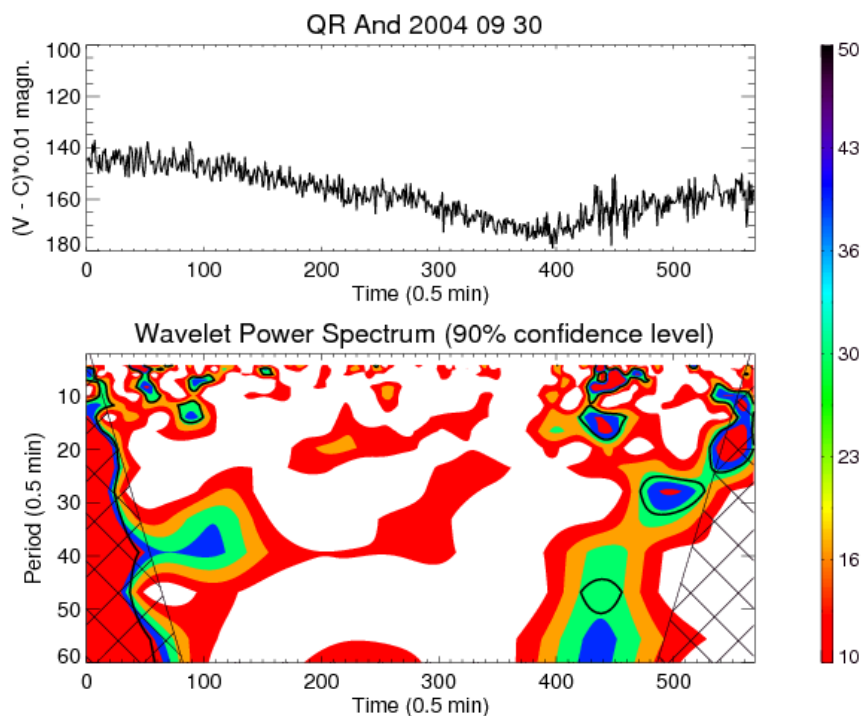 QR And 2004 09 30
(V - C)*0.01 magn.
100
120
140
160
180
0 100 200 300 400 500
Time (0.5 min)
Wavelet Power Spectrum (90% confidence level)
Period (0.5 min)
10
20
30
40
50
60
0 100 200 300 400 500
Time (0.5 min)
50
43
36
30
23
16
10